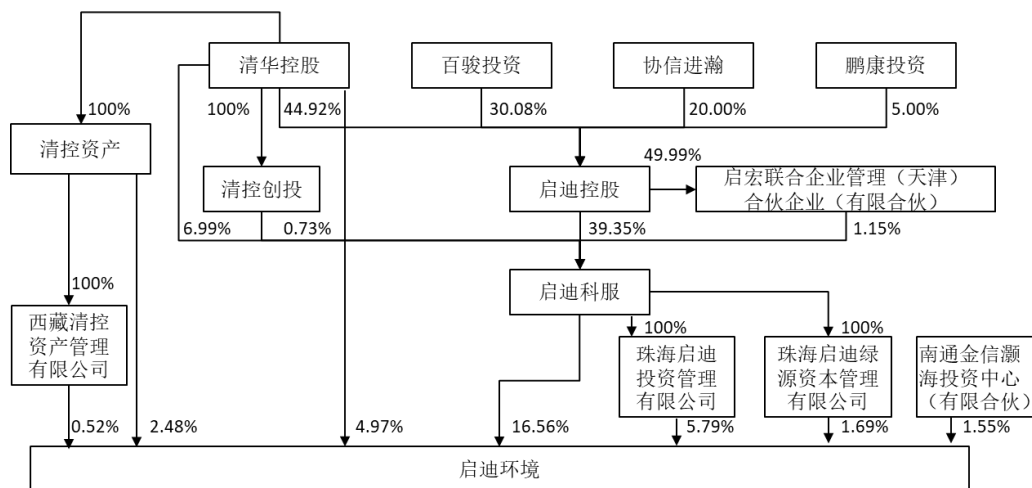 清华控股
百骏投资
协信进瀚
鹏康投资
100%
100%
44.92%
30.08%
20.00%
5.00%
清控资产
49.99%
清控创投
启迪控股
启宏联合企业管理（天津）
合伙企业（有限合伙）
6.99%
0.73%
39.35%
1.15%
100%
启迪科服
西藏清控
资产管理
有限公司
100%
100%
珠海启迪
投资管理
有限公司
珠海启迪绿
源资本管理
有限公司
南通金信灏
海投资中心
（有限合伙）
0.52%
2.48%
4.97%
16.56%
5.79%
1.69%
1.55%
启迪环境